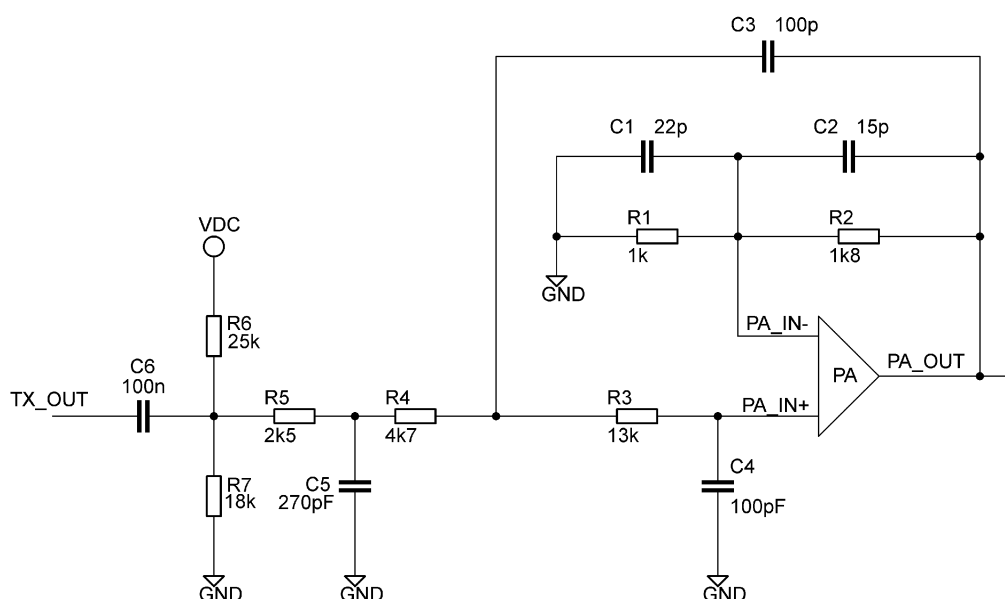 C3 100p
C1 22p
C2 15p
R1
1k
R2
1k8
GND
VDC
R6
25k
C6
100n
TX_OUT
R5
2k5
R4
4k7
R3
13k
PA_IN-
PA_IN+
PA
PA_OUT
R7
18k
C5
270pF
C4
100pF
GND
GND
GND